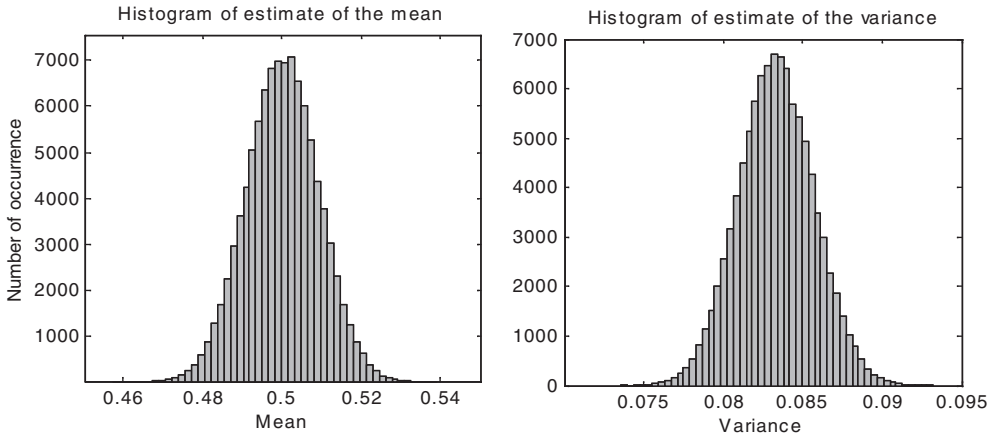 Histogram of estimate of the mean
Number of occurrence
7000
6000
5000
4000
3000
2000
1000
0.46 0.48 0.5 0.52 0.54
Mean
Histogram of estimate of the variance
7000
6000
5000
4000
3000
2000
1000
0
0.075 0.08 0.085 0.09 0.095
Variance